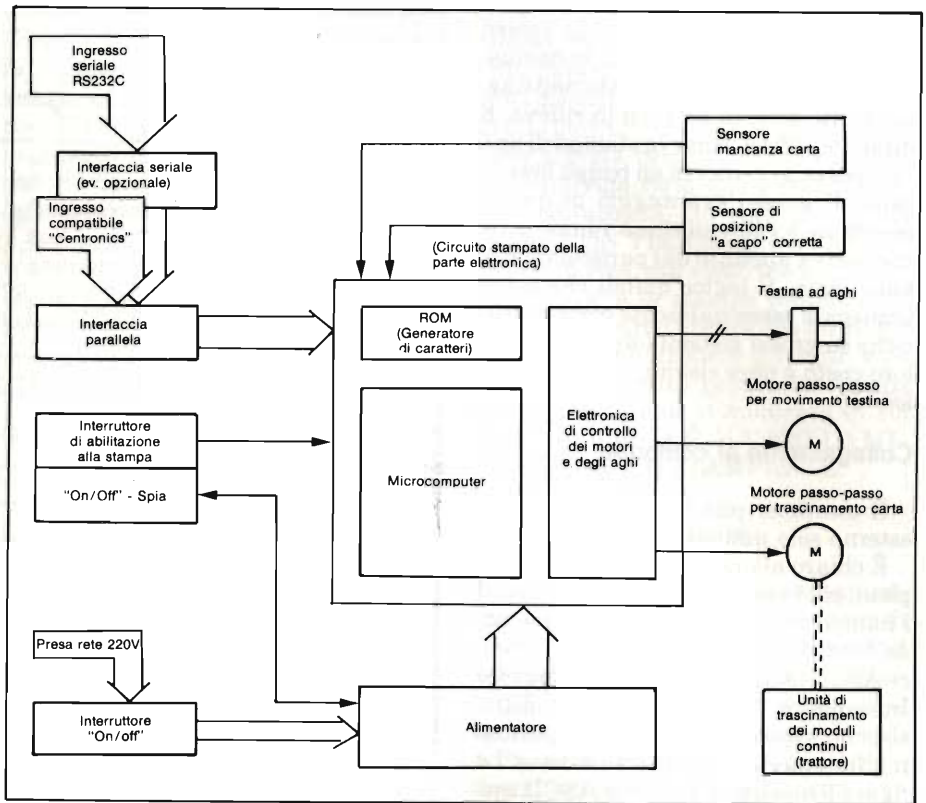 Ingresso
seriale
RS232C
Interfaccia seriale
(ev. opzionale)
Ingresso
compatibile
"Centronics"
Interfaccia
parallela
Interruttore
di abilitazione
alla stampa
"On/Off" - Spia
Presa rete 220V
Interruttore
"On/off"
(Circuito stampato della
parte elettronica)
ROM
(Generatore
di caratteri)
Microcomputer
Elettronica
di controllo
dei motori
e degli aghi
Alimentatore
Sensore
mancanza carta
Sensore di
posizione
"a capo" corretta
Testina ad aghi
Motore passo-passo
per movimento testina
M
Motore passo-passo
per trascinamento carta
M
Unità di
trascinamento
dei moduli
continui
(trattore)